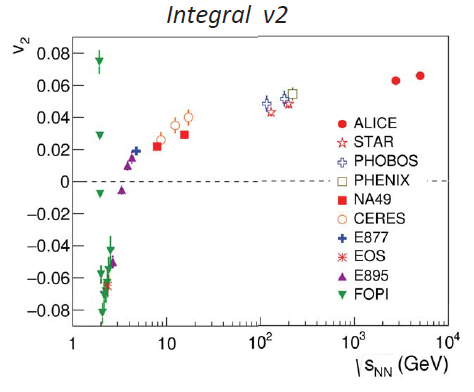 Integral v2
v₂
0.08
0.06
0.04
0.02
0
−0.02
−0.04
−0.06
−0.08
ALICE
STAR
PHOBOS
PHENIX
NA49
CERES
E877
EOS
E895
FOPI
1 10 10² 10³ 10⁴
√sNN (GeV)